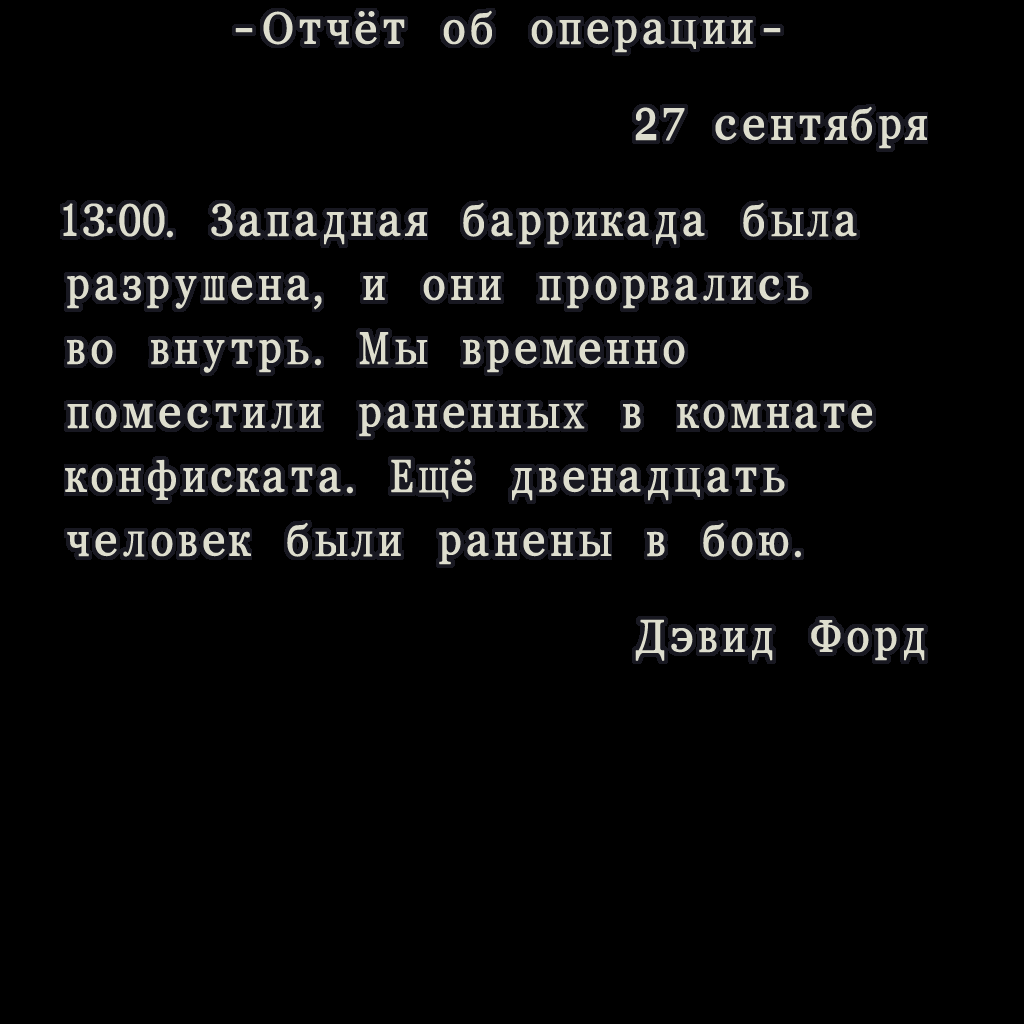 -Отчёт об операции-
27 сентября
13:00. Западная баррикада была
разрушена, и они прорвались
во внутрь. Мы временно
поместили раненных в комнате
конфиската. Ещё двенадцать
человек были ранены в бою.
Дэвид Форд